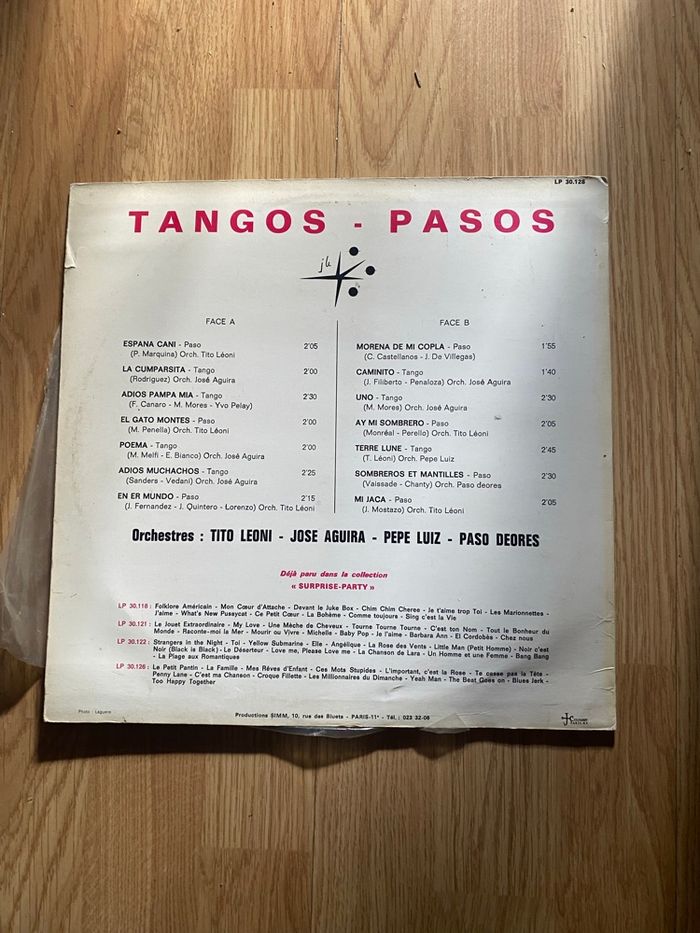 LP 30.128
TANGOS - PASOS
jk
FACE A
ESPANA CANI - Paso 2'05
(P. Marquina) Orch. Tito Léoni
LA CUMPARSITA - Tango 2'00
(Rodriguez) Orch. José Aguira
ADIOS PAMPA MIA - Tango 2'30
(F. Canaro - M. Mores - Yvo Pelay)
EL GATO MONTES - Paso 2'00
(M. Penella) Orch. Tito Léoni
POEMA - Tango 2'00
(M. Melfi - E. Bianco) Orch. José Aguira
ADIOS MUCHACHOS - Tango 2'25
(Sanders - Vedani) Orch. José Aguira
EN ER MUNDO - Paso 2'15
(J. Fernandez - J. Quintero - Lorenzo) Orch. Tito Léoni
FACE B
MORENA DE MI COPLA - Paso 1'55
(C. Castellanos - J. De Villegas)
CAMINITO - Tango 1'40
(J. Filiberto - Penaloza) Orch. José Aguira
UNO - Tango 2'30
(M. Mores) Orch. José Aguira
AY MI SOMBRERO - Paso 2'05
(Monréal - Perello) Orch. Tito Léoni
TERRE LUNE - Tango 2'45
(T. Léoni) Orch. Pepe Luiz
SOMBREROS ET MANTILLES - Paso 2'30
(Vaissade - Chanty) Orch. Paso deores
MI JACA - Paso 2'05
(J. Mostazo) Orch. Tito Léoni
Orchestres : TITO LEONI - JOSE AGUIRA - PEPE LUIZ - PASO DEORES
Déjà paru dans la collection
« SURPRISE-PARTY »
LP 30.118 : Folklore Américain - Mon Cœur d'Attache - Devant le Juke Box - Chim Chim Cheree - Je t'aime trop Toi - Les Marionnettes -
J'aime - What's New Pusaycat - Ce Petit Cœur - La Bohème - Comme toujours - Sing c'est la Vie
LP 30.121 : Le Jouet Extraordinaire - My Love - Une Mèche de Cheveux - Tourne Tourne Tourne - C'est ton Nom - Tout le Bonheur du
Monde - Raconte-moi la Mer - Mourir ou Vivre - Michelle - Baby Pop - Je l'aime - Barbara Ann - El Cordobès - Chez nous
LP 30.122 : Strangers in the Night - Toi - Yellow Submarine - Elle - Angélique - La Rose des Vents - Little Man (Petit Homme) - Noir c'est
Noir (Black is Black) - Le Déserteur - Love me, Please Love me - La Chanson de Lara - Un Homme et une Femme - Bang Bang
- La Plage aux Romantiques
LP 30.126 : Le Petit Pantin - La Famille - Mes Rêves d'Enfant - Ces Mots Stupides - L'important, c'est la Rose - Te casse pas la Tête -
Penny Lane - C'est ma Chanson - Croque Fillette - Les Millionnaires du Dimanche - Yeah Man - The Beat Goes on - Blues Jerk -
Too Happy Together
Photo : Laguere
Productions SIMM, 10, rue des Bluets - PARIS-11e - Tél. : 023 32-06